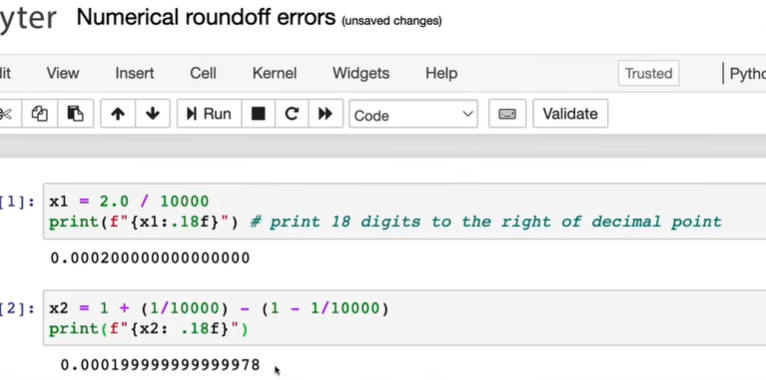 yter Numerical roundoff errors (unsaved changes)
lit View Insert Cell Kernel Widgets Help Trusted Pytho
Run Code Validate
[1]: x1 = 2.0 / 10000
print(f"{x1:.18f}") # print 18 digits to the right of decimal point
0.000200000000000000
[2]: x2 = 1 + (1/10000) - (1 - 1/10000)
print(f"{x2: .18f}")
0.000199999999999978